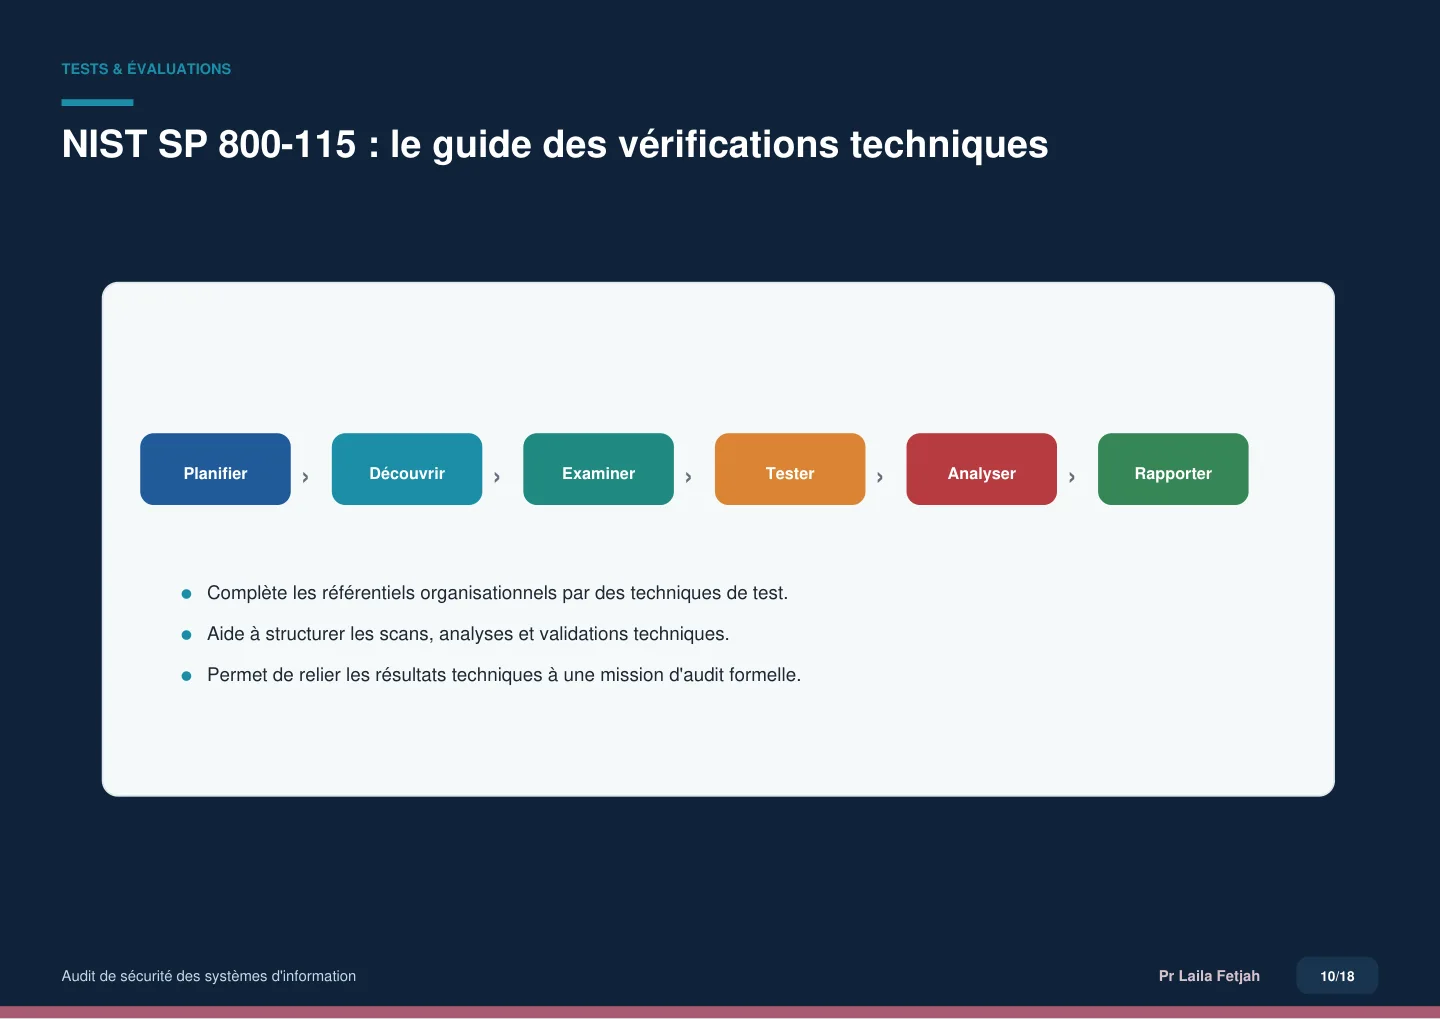 TESTS & ÉVALUATIONS
NIST SP 800-115 : le guide des vérifications techniques
Planifier › Découvrir › Examiner › Tester › Analyser › Rapporter
Complète les référentiels organisationnels par des techniques de test.
Aide à structurer les scans, analyses et validations techniques.
Permet de relier les résultats techniques à une mission d'audit formelle.
Audit de sécurité des systèmes d'information
Pr Laila Fetjah
10/18